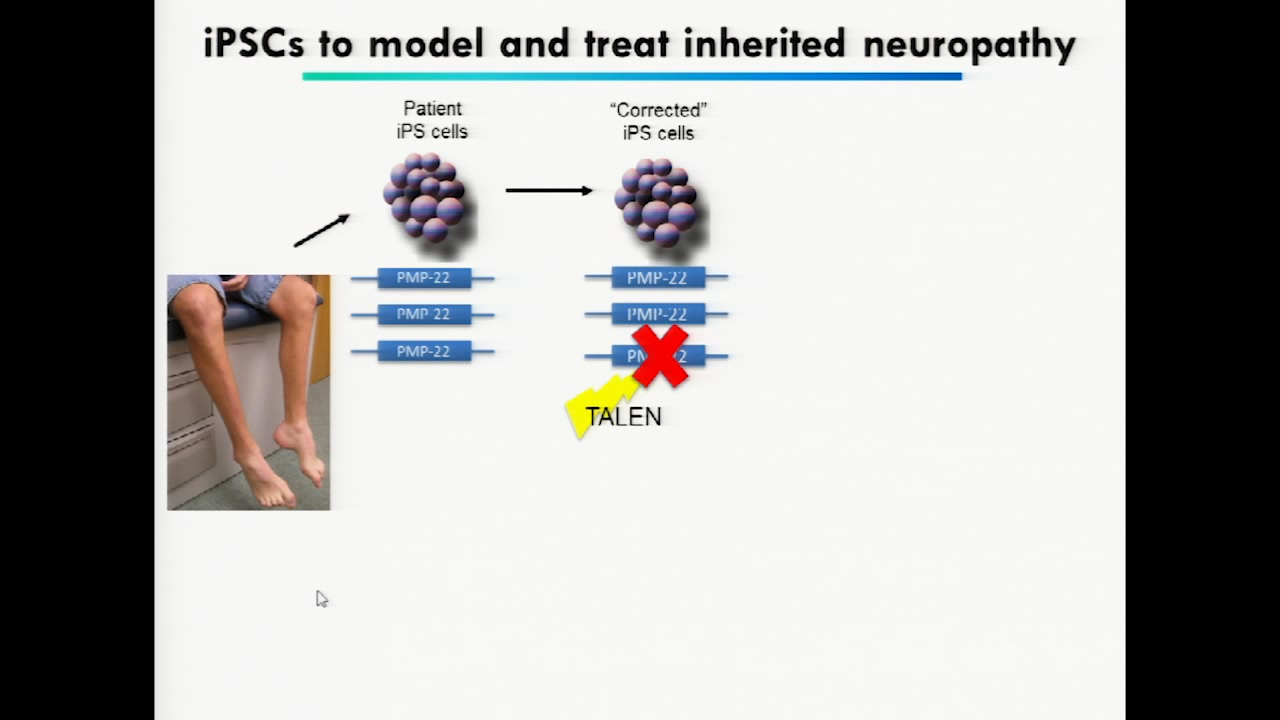 iPSCs to model and treat inherited neuropathy
Patient
iPS cells
"Corrected"
iPS cells
PMP-22
PMP-22
PMP 22
PMP-22
PMP-22
TALEN